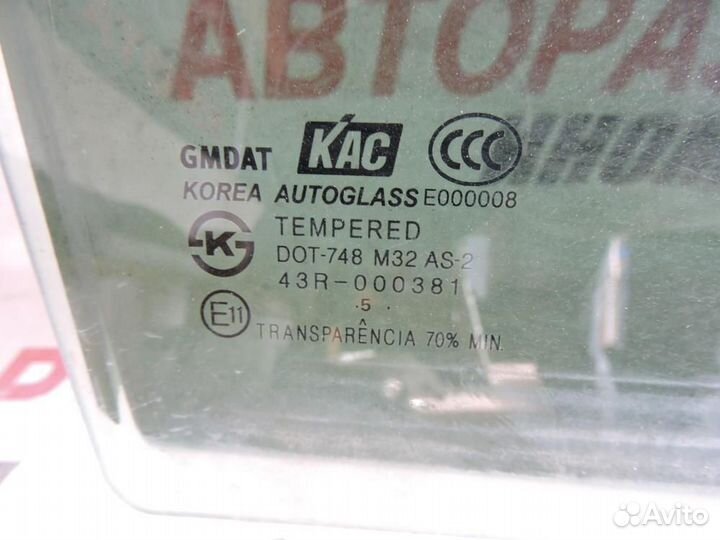 АВТОРАЗ
GMDAT KAC CCC
KOREA AUTOGLASS E000008
K TEMPERED
DOT-748 M32 AS-2
43R-000381
.5 .
E11 TRANSPARÊNCIA 70% MIN.
Avito